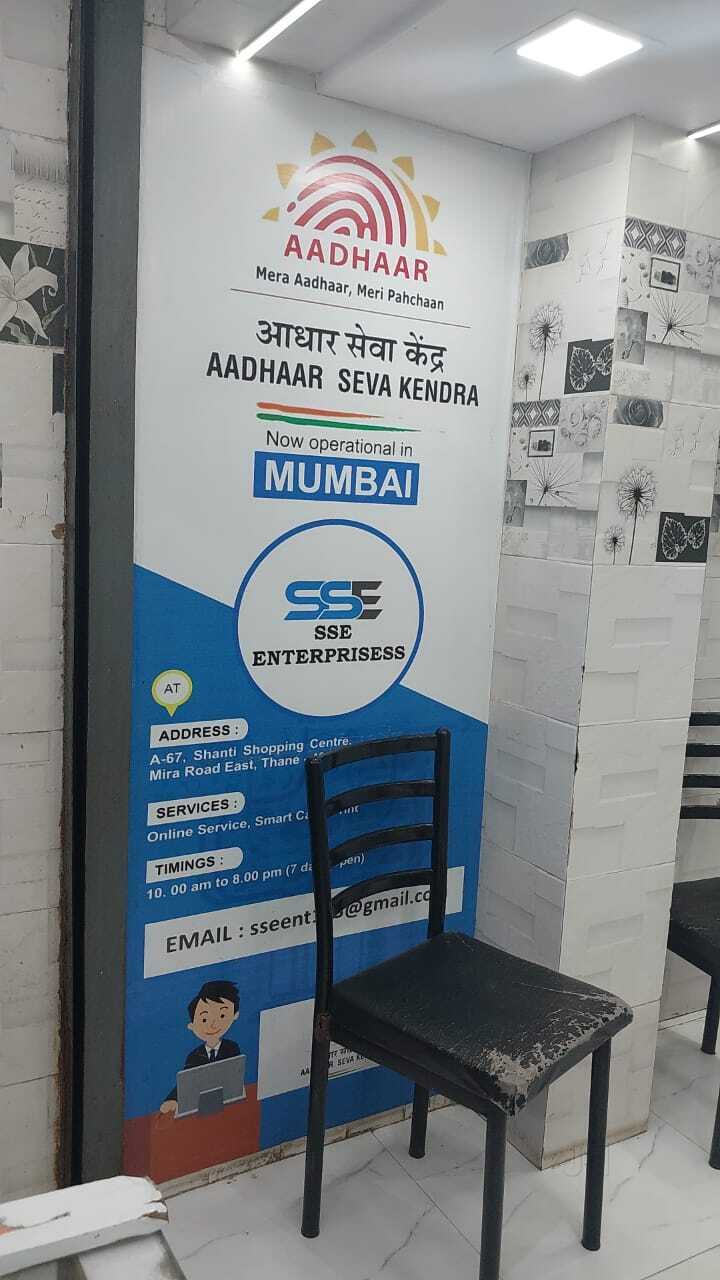 AADHAAR
Mera Aadhaar, Meri Pahchaan
आधार सेवा केंद्र
AADHAAR SEVA KENDRA
Now operational in
MUMBAI
SSE
SSE
ENTERPRISESS
AT
ADDRESS :
A-67, Shanti Shopping Centre,
Mira Road East, Thane -
SERVICES :
Online Service, Smart
TIMINGS :
10. 00 am to 8.00 pm (7
EMAIL :
SEVA